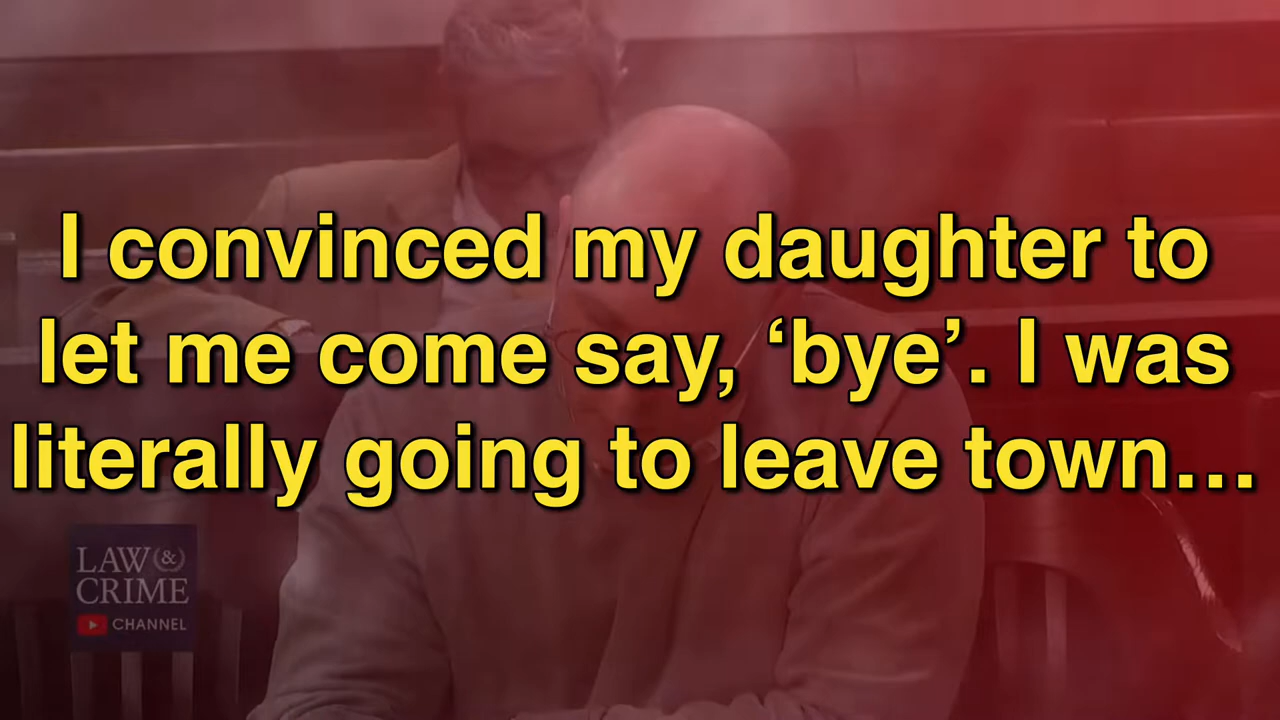 I convinced my daughter to
let me come say, ‘bye’. I was
literally going to leave town…
LAW &
CRIME
CHANNEL